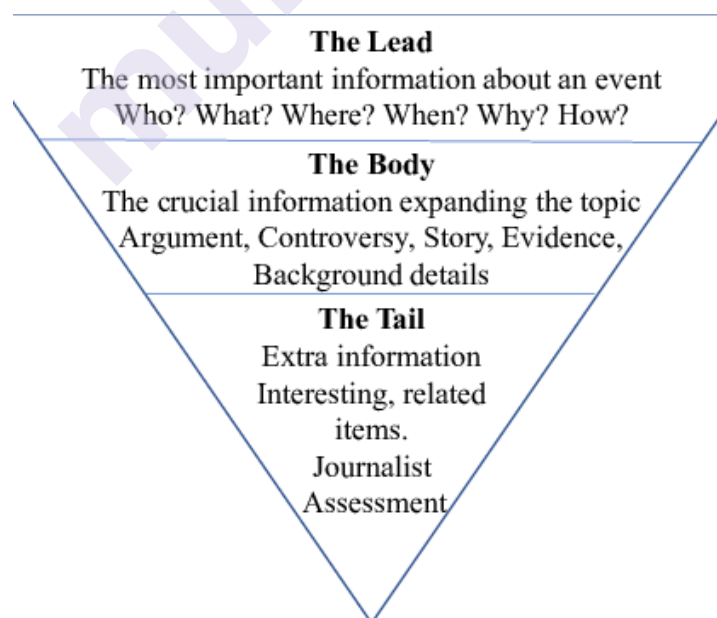 The Lead
The most important information about an event
Who? What? Where? When? Why? How?
The Body
The crucial information expanding the topic
Argument, Controversy, Story, Evidence,
Background details
The Tail
Extra information
Interesting, related
items.
Journalist
Assessment